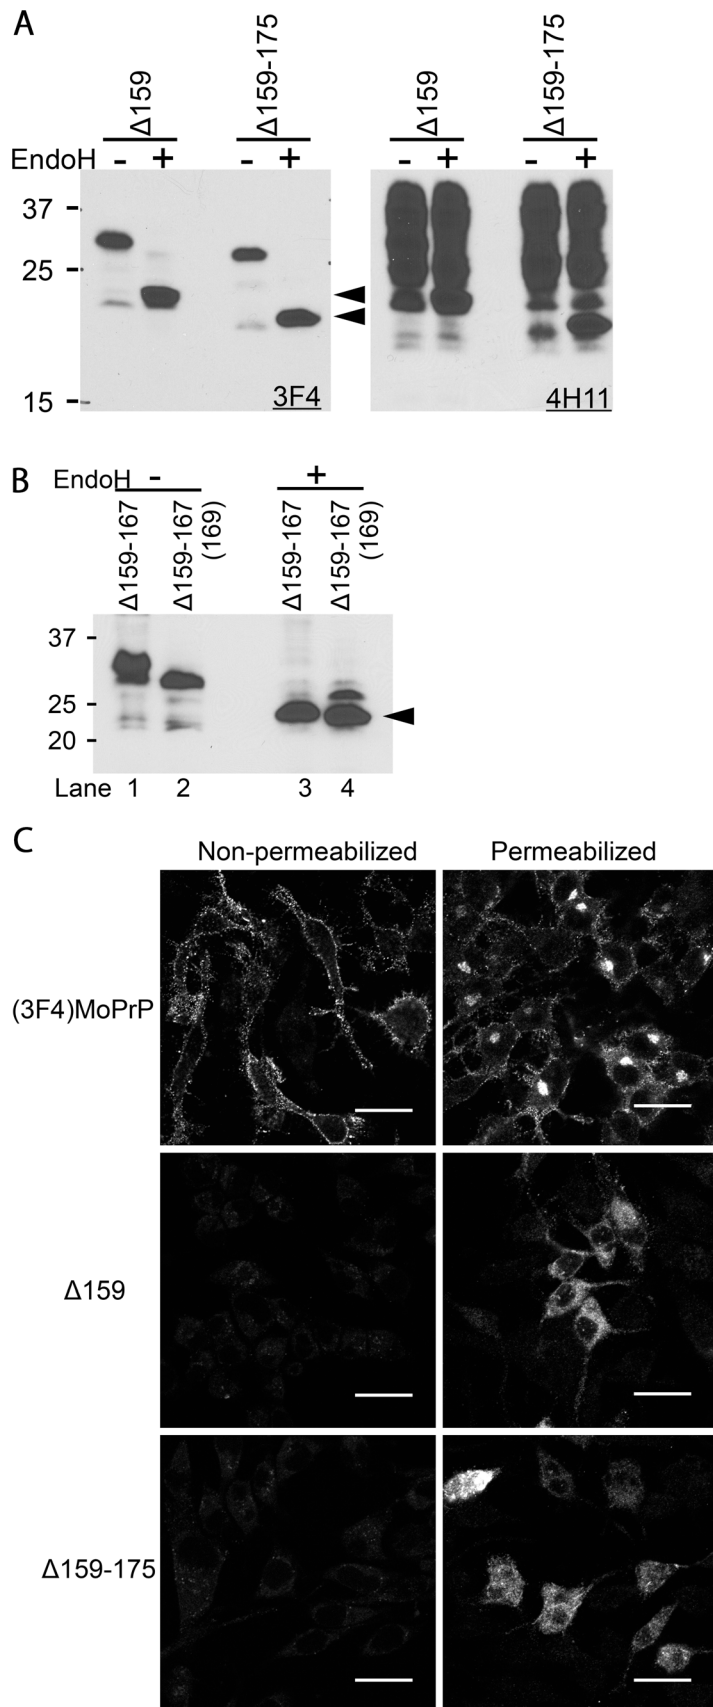 A
Δ159
Δ159-175
Δ159
Δ159-175
EndoH - + - + - + - +
37
25
15
3F4
4H11
B
EndoH - +
Δ159-167
Δ159-167
(169)
Δ159-167
Δ159-167
(169)
37
25
20
Lane 1 2 3 4
C
Non-permeabilized Permeabilized
(3F4)MoPrP
Δ159
Δ159-175